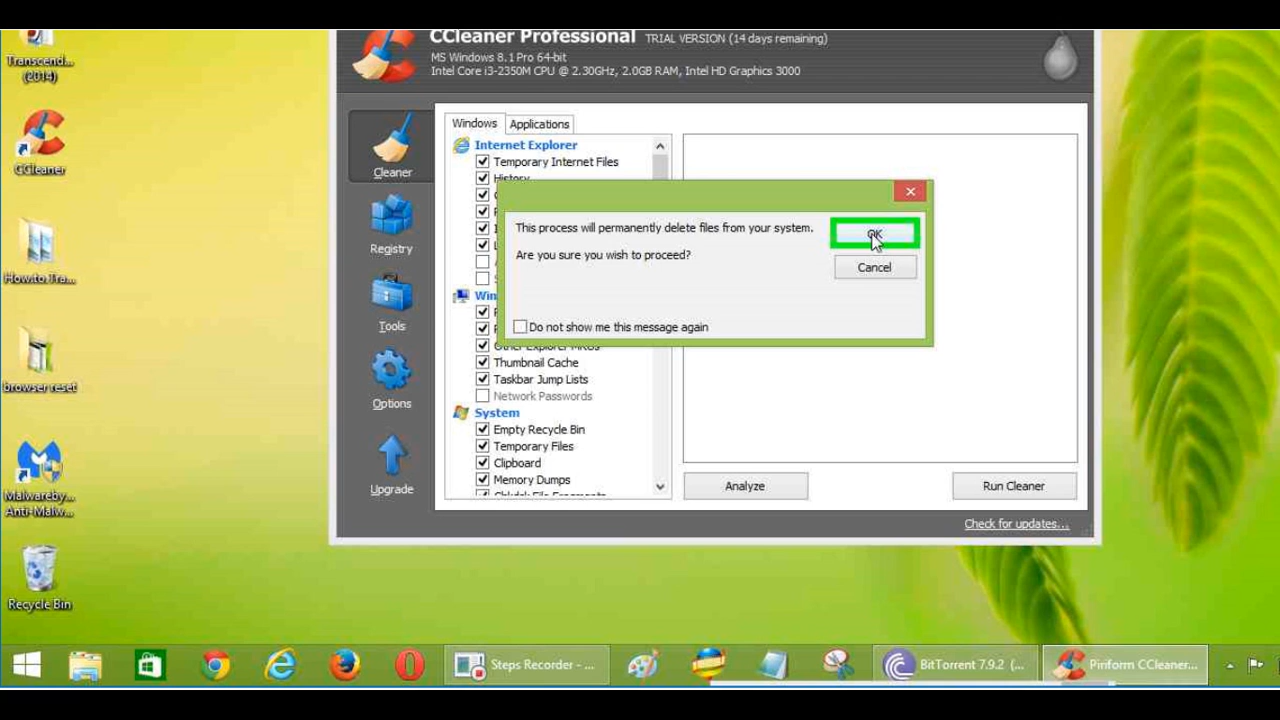 CCleaner Professional TRIAL VERSION (14 days remaining)
MS Windows 8.1 Pro 64-bit
Intel Core i3-2350M CPU @ 2.30GHz, 2.0GB RAM, Intel HD Graphics 3000
Transcend...
(2014)
CCleaner
Howito Tra...
browser reset
Malwareby...
Anti-Malw...
Recycle Bin
Cleaner
Registry
Tools
Options
Upgrade
Windows
Applications
Internet Explorer
Temporary Internet Files
History
Win
Thumbnail Cache
Taskbar Jump Lists
Network Passwords
System
Empty Recycle Bin
Temporary Files
Clipboard
Memory Dumps
This process will permanently delete files from your system.
Are you sure you wish to proceed?
OK
Cancel
Do not show me this message again
Analyze
Run Cleaner
Check for updates...
Steps Recorder - ...
BitTorrent 7.9.2 (...
Piriform CCleaner...